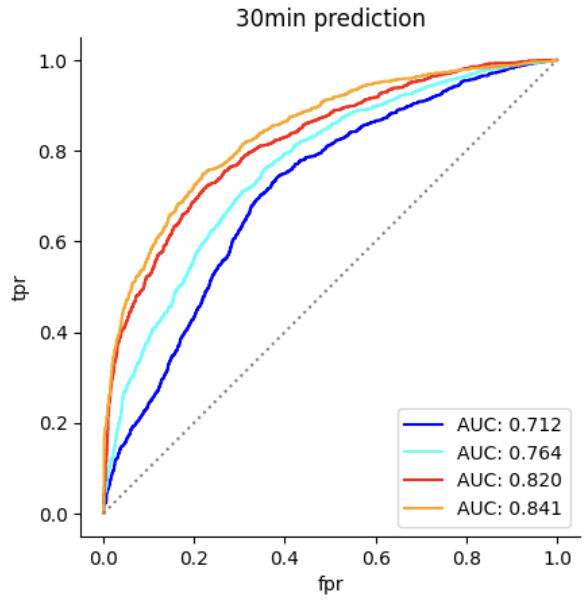 30min prediction
1.0
0.8
0.6
0.4
0.2
0.0
tpr
AUC: 0.712
AUC: 0.764
AUC: 0.820
AUC: 0.841
0.0 0.2 0.4 0.6 0.8 1.0
fpr